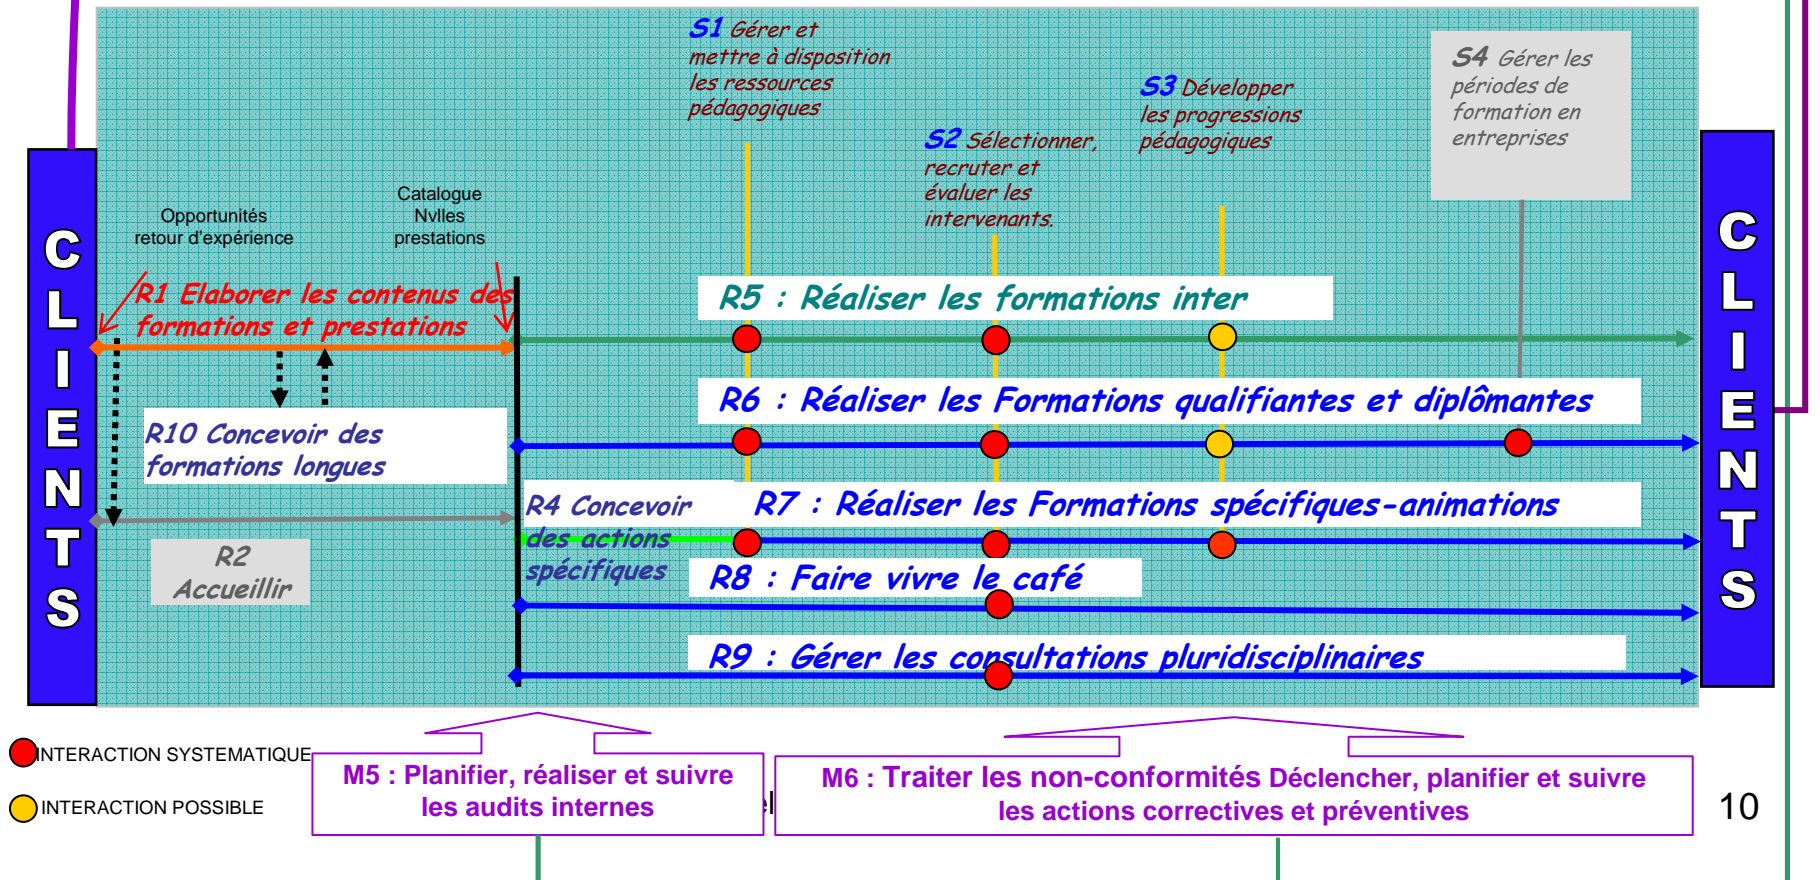 S1 Gérer et
mettre à disposition
les ressources
pédagogiques
S2 Sélectionner,
recruter et
évaluer les
intervenants.
S3 Développer
les progressions
pédagogiques
S4 Gérer les
périodes de
formation en
entreprises
CLIENTS
Opportunités
retour d'expérience
Catalogue
Nvlles
prestations
R1 Elaborer les contenus des
formations et prestations
R10 Concevoir des
formations longues
R2
Accueillir
R4 Concevoir
des actions
spécifiques
R5 : Réaliser les formations inter
R6 : Réaliser les Formations qualifiantes et diplômantes
R7 : Réaliser les Formations spécifiques-animations
R8 : Faire vivre le café
R9 : Gérer les consultations pluridisciplinaires
CLIENTS
INTERACTION SYSTEMATIQUE
INTERACTION POSSIBLE
M5 : Planifier, réaliser et suivre
les audits internes
M6 : Traiter les non-conformités Déclencher, planifier et suivre
les actions correctives et préventives
10